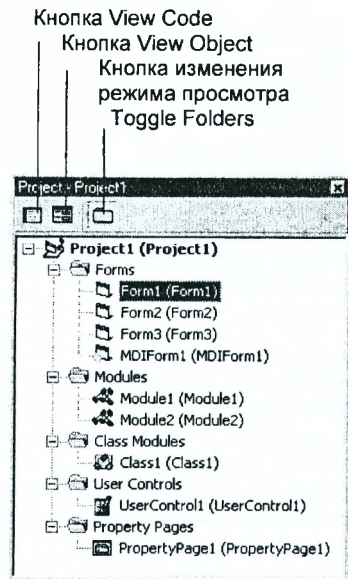 Кнопка View Code
Кнопка View Object
Кнопка изменения
режима просмотра
Toggle Folders
Project - Project1
Project1 (Project1)
Forms
Form1 (Form1)
Form2 (Form2)
Form3 (Form3)
MDIForm1 (MDIForm1)
Modules
Module1 (Module1)
Module2 (Module2)
Class Modules
Class1 (Class1)
User Controls
UserControl1 (UserControl1)
Property Pages
PropertyPage1 (PropertyPage1)